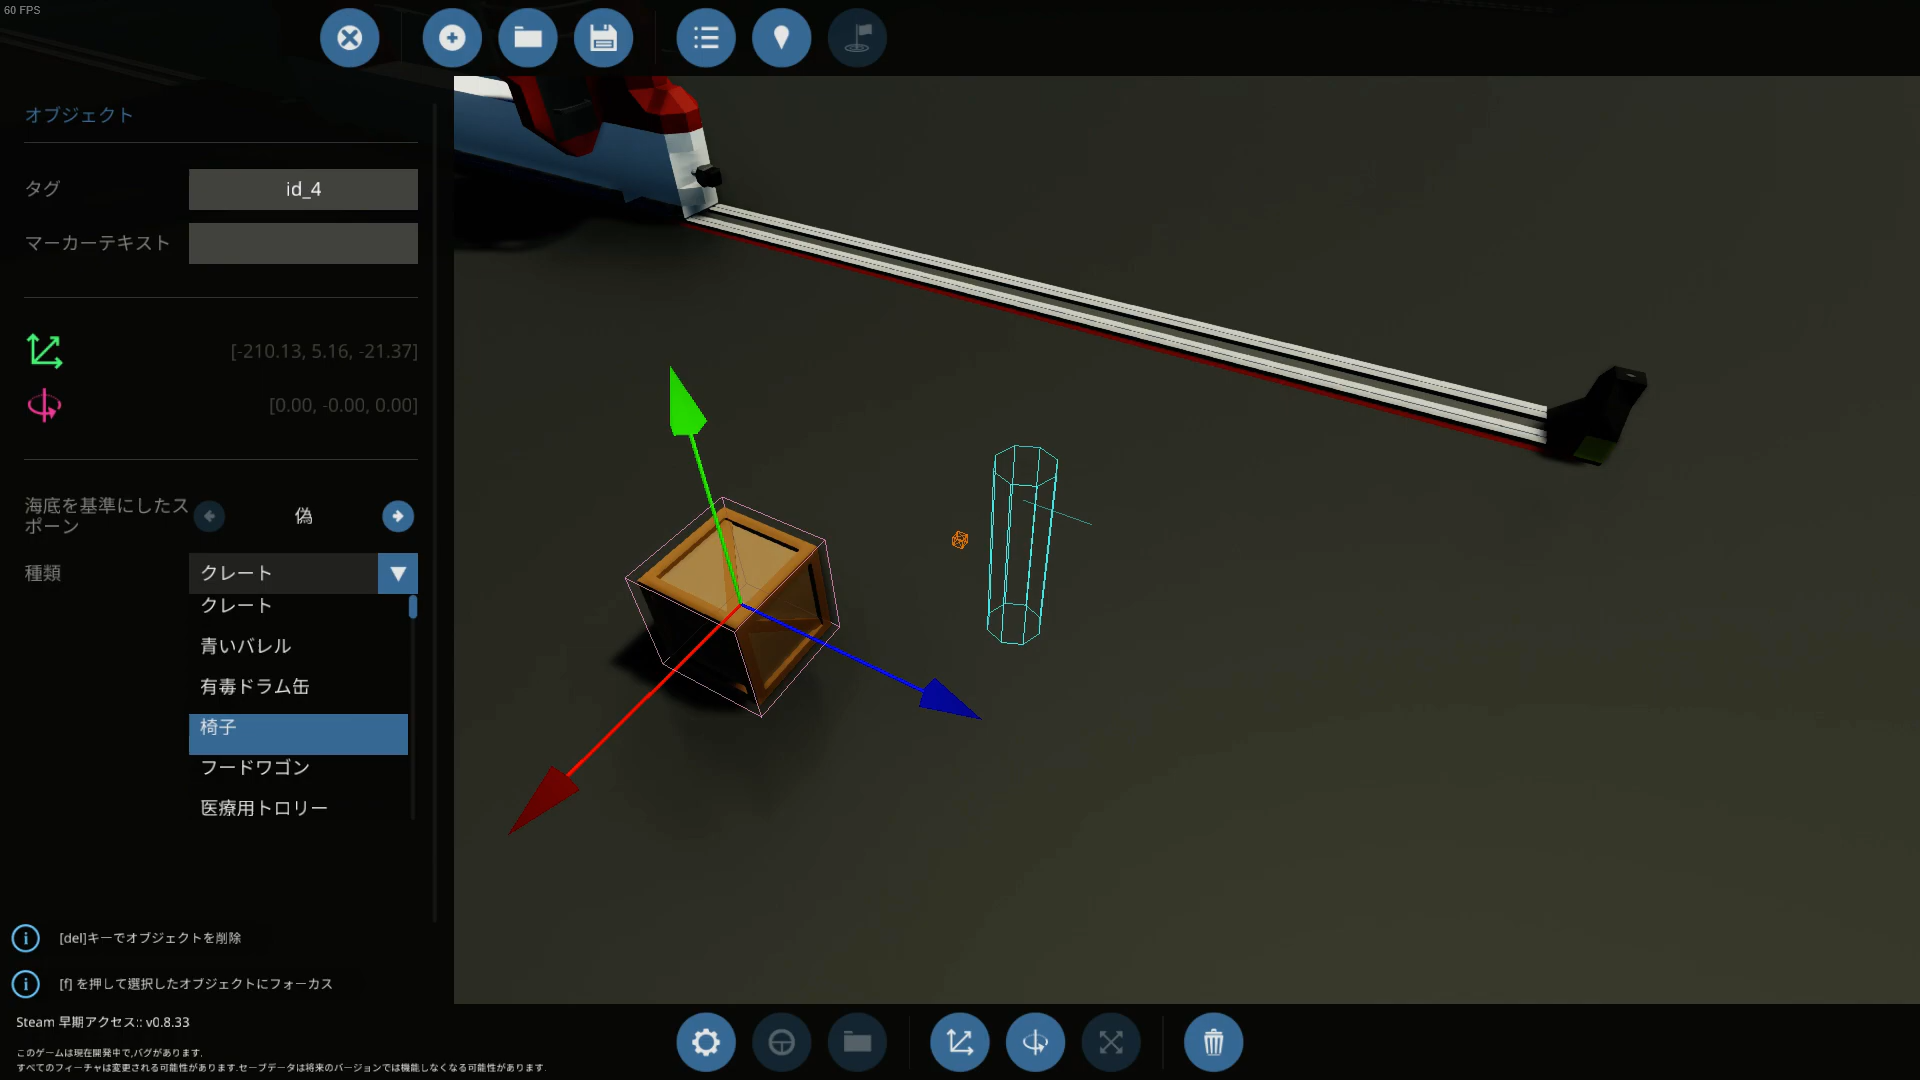 60 FPS
オブジェクト
タグ
id_4
マーカーテキスト
[-210.13, 5.16, -21.37]
[0.00, -0.00, 0.00]
海底を基準にしたス
ポーン
偽
種類
クレート
クレート
青いバレル
有毒ドラム缶
椅子
フードワゴン
医療用トロリー
[del]キーでオブジェクトを削除
[f] を押して選択したオブジェクトにフォーカス
Steam 早期アクセス:: v0.8.33
このゲームは現在開発中で,バグがあります.
すべてのフィーチャは変更される可能性があります.セーブデータは将来のバージョンでは機能しなくなる可能性があります.